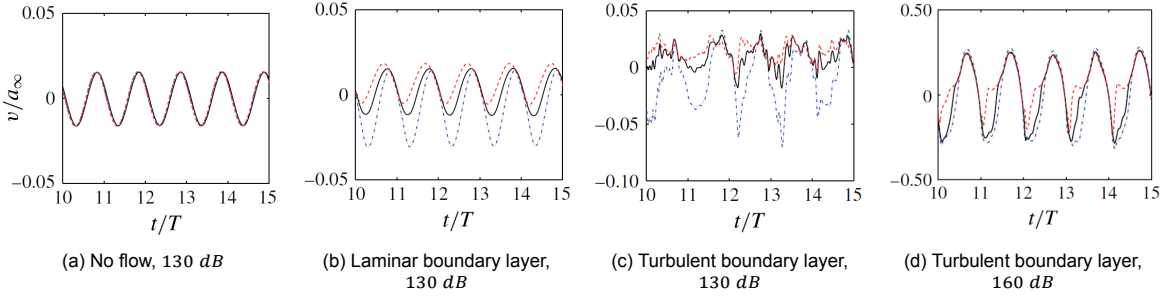 0.05
0
−0.05
v/a∞
10 11 12 13 14 15
t/T
(a) No flow, 130 dB
0.05
0
−0.05
10 11 12 13 14 15
t/T
(b) Laminar boundary layer,
130 dB
0.05
0
−0.05
−0.10
10 11 12 13 14 15
t/T
(c) Turbulent boundary layer,
130 dB
0.50
0
−0.50
10 11 12 13 14 15
t/T
(d) Turbulent boundary layer,
160 dB